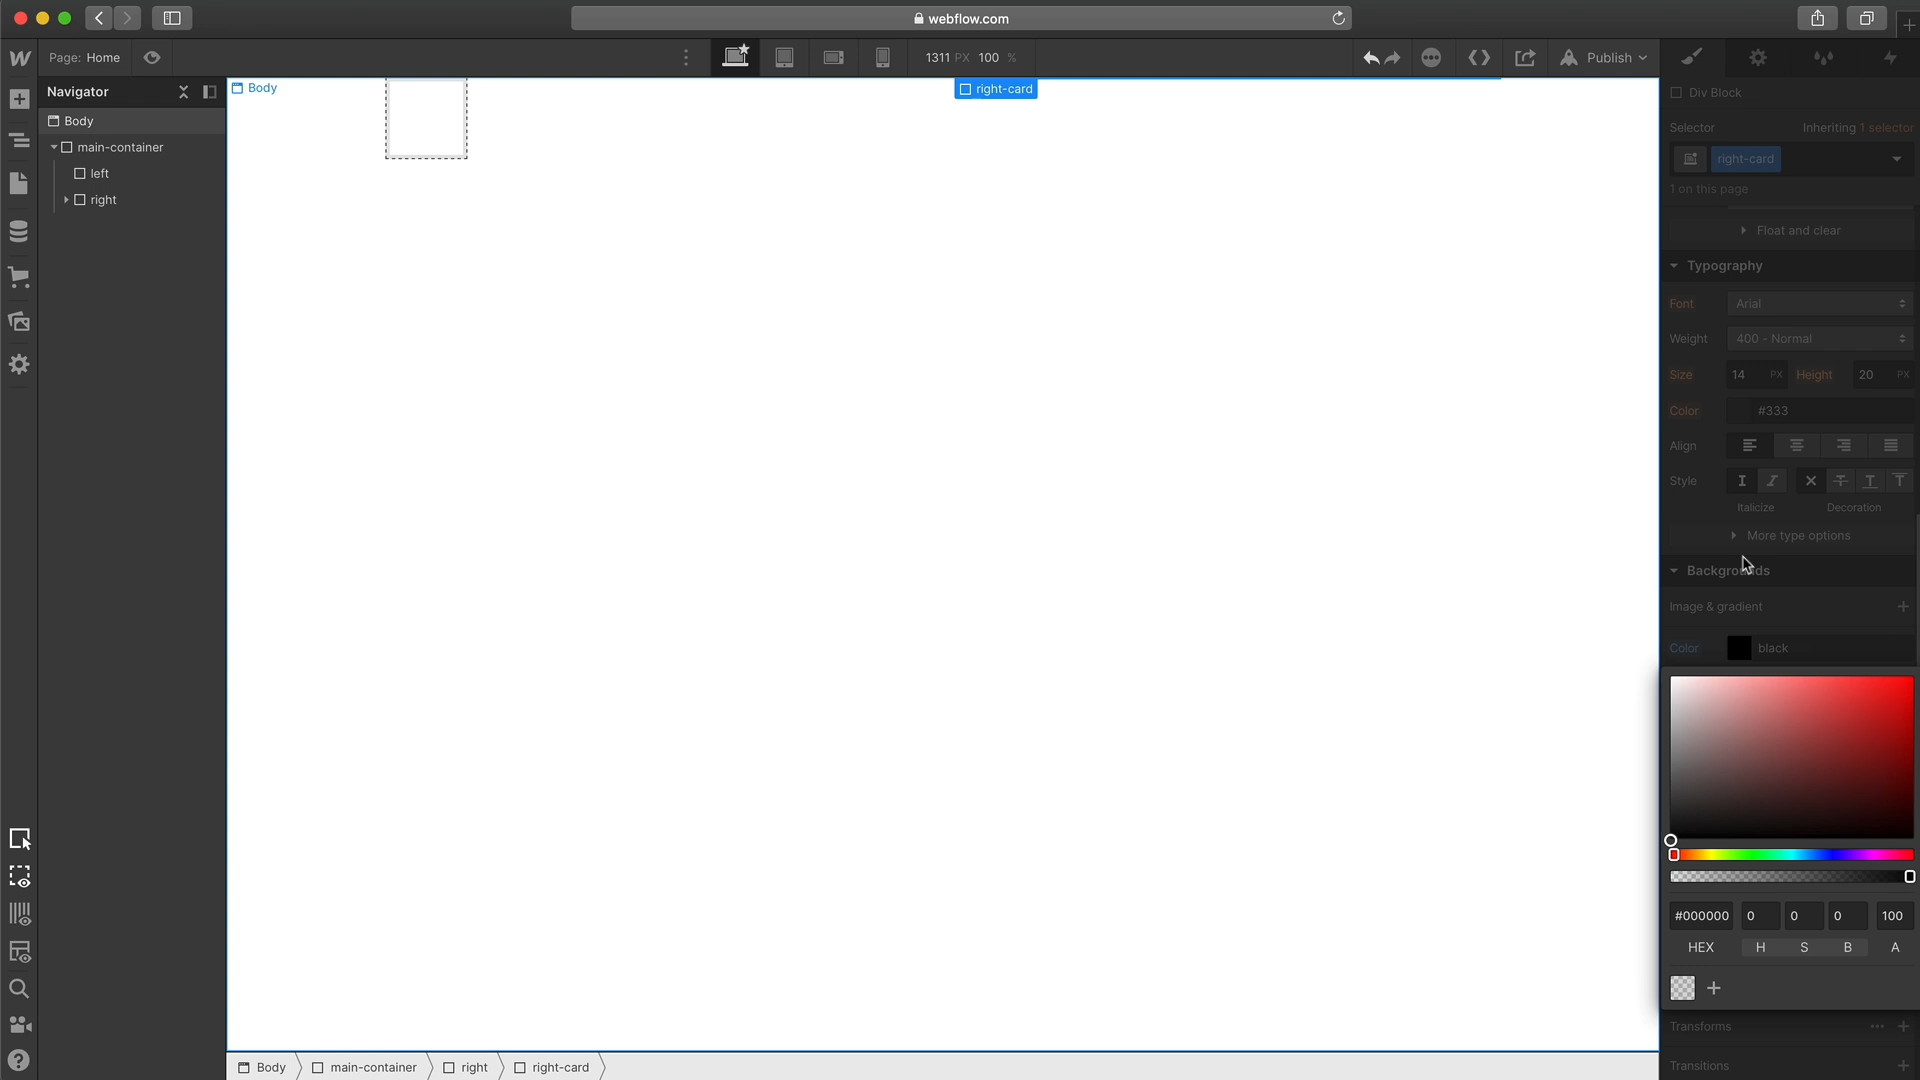 webflow.com
Page: Home
1311 PX 100 %
Publish
Navigator
Body
main-container
left
right
Body
right-card
Div Block
Selector
Inheriting 1 selector
right-card
1 on this page
Float and clear
Typography
Font Arial
Weight 400 - Normal
Size 14 PX Height 20 PX
Color #333
Align
Style
Italicize Decoration
More type options
Backgrounds
Image & gradient
Color black
#000000 0 0 0 100
HEX H S B A
Transforms
Transitions
Body main-container right right-card